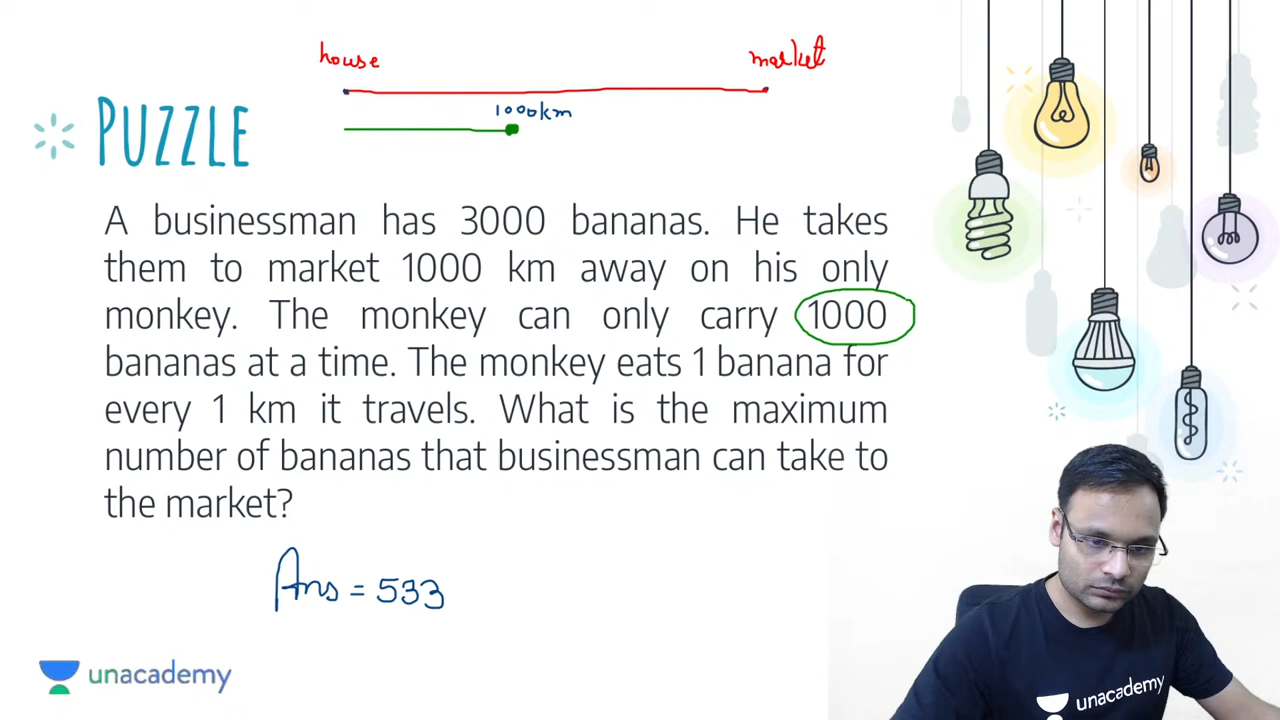 house
market
1000km
PUZZLE
A businessman has 3000 bananas. He takes
them to market 1000 km away on his only
monkey. The monkey can only carry 1000
bananas at a time. The monkey eats 1 banana for
every 1 km it travels. What is the maximum
number of bananas that businessman can take to
the market?
Ans = 533
unacademy
unacademy